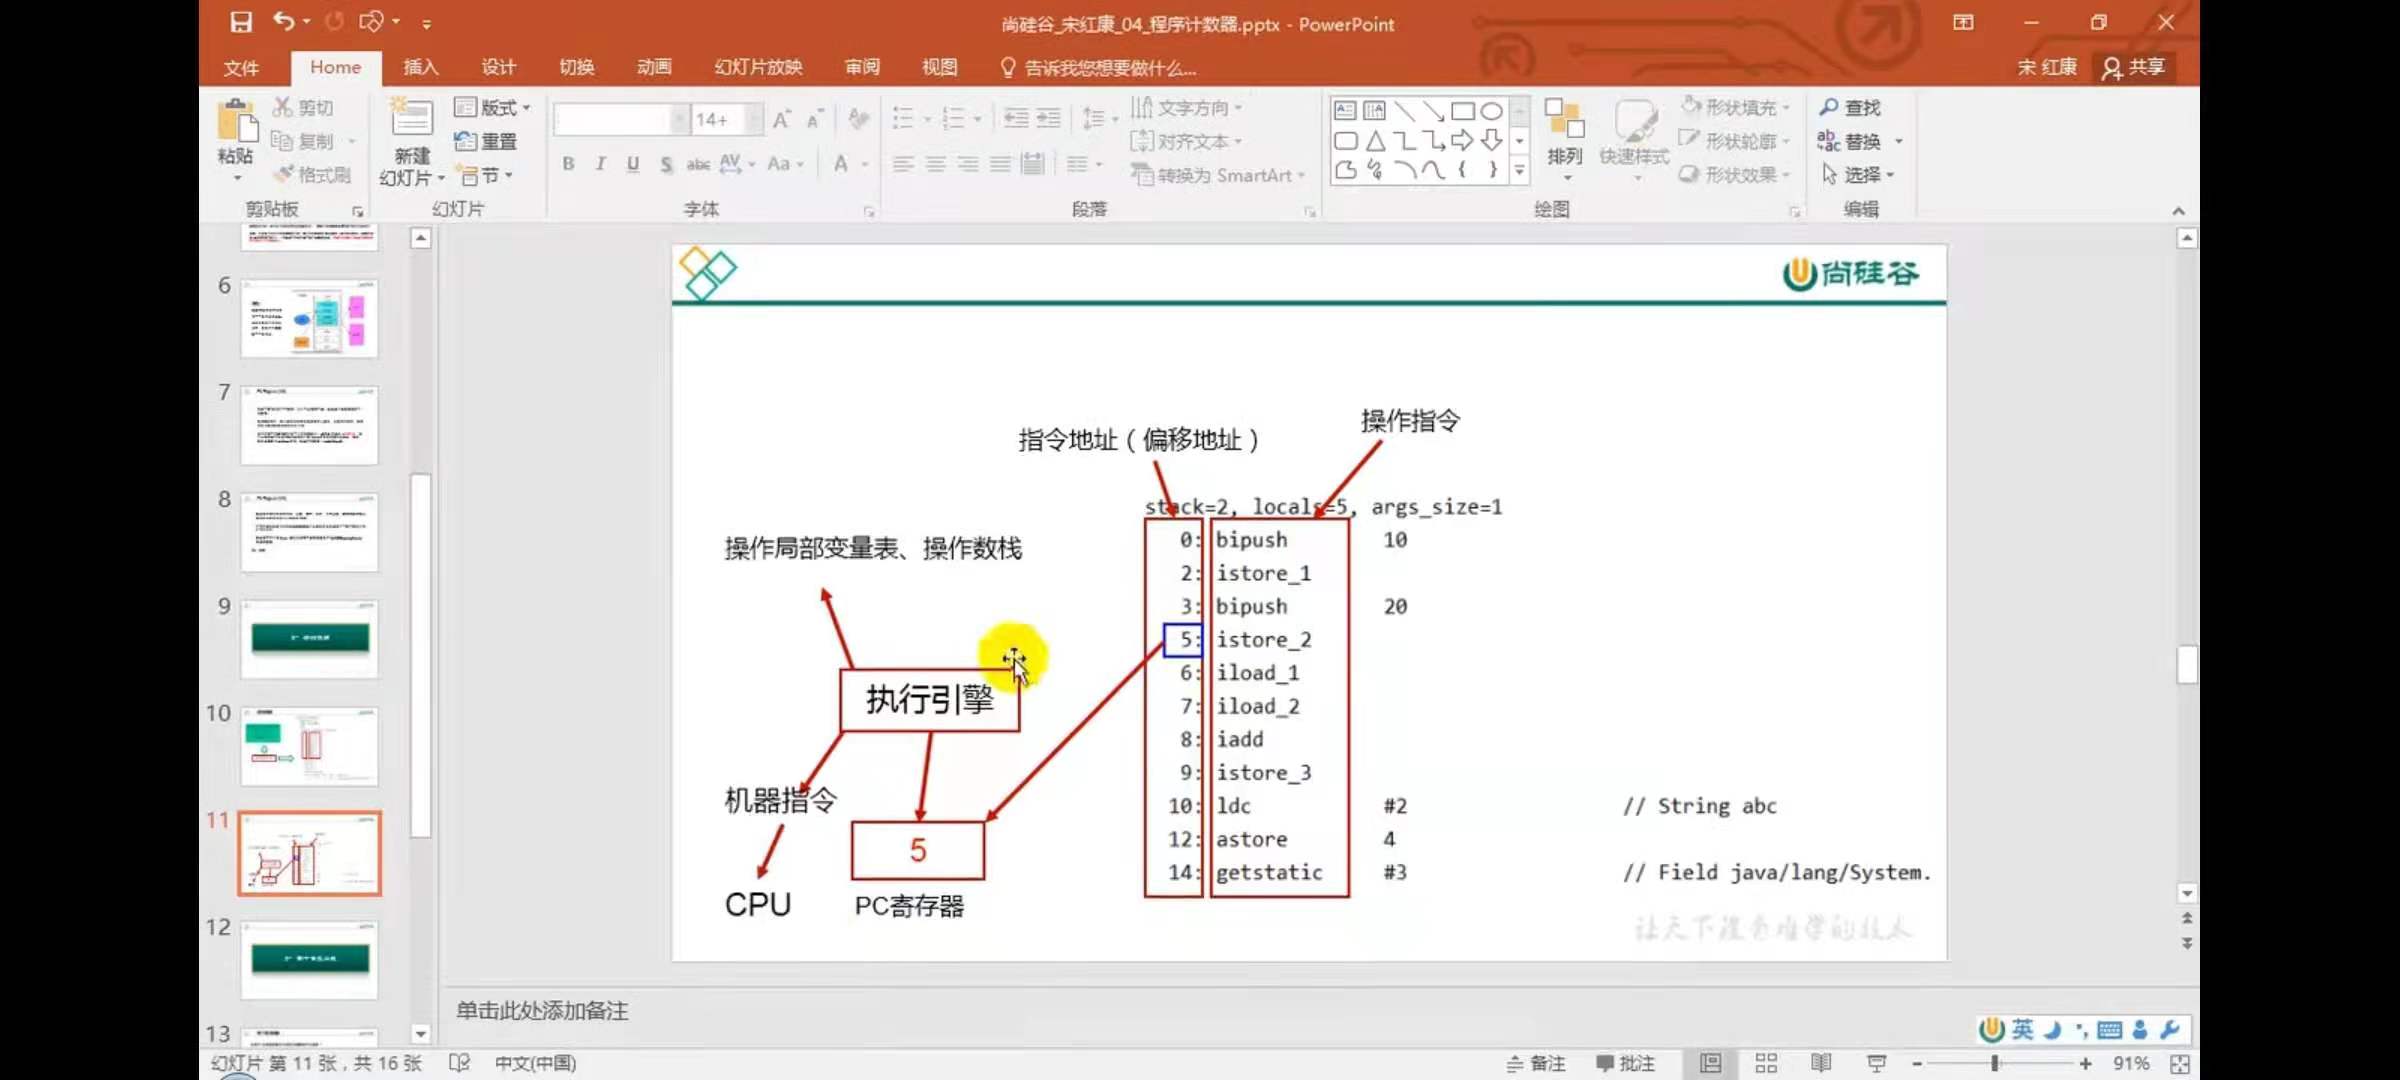 尚硅谷_宋红康_04_程序计数器.pptx - PowerPoint
文件 Home 插入 设计 切换 动画 幻灯片放映 审阅 视图 告诉我您想要做什么... 宋 红康 共享
粘贴 剪切 复制 格式刷
剪贴板
新建 幻灯片 版式 重置 节
幻灯片
14+
B I U S abc AV Aa A
字体
文字方向 对齐文本 转换为 SmartArt
段落
排列 快速样式 形状填充 形状轮廓 形状效果
绘图
查找 替换 选择
编辑
6
7
8
9
10
11
12
13
尚硅谷
操作指令
指令地址（偏移地址）
stack=2, locals=5, args_size=1
0: bipush 10
2: istore_1
3: bipush 20
5: istore_2
6: iload_1
7: iload_2
8: iadd
9: istore_3
10: ldc #2 // String abc
12: astore 4
14: getstatic #3 // Field java/lang/System.
操作局部变量表、操作数栈
执行引擎
机器指令
5
CPU
PC寄存器
让天下没有难学的技术
单击此处添加备注
英
幻灯片 第 11 张，共 16 张 中文(中国) 备注 批注 91%